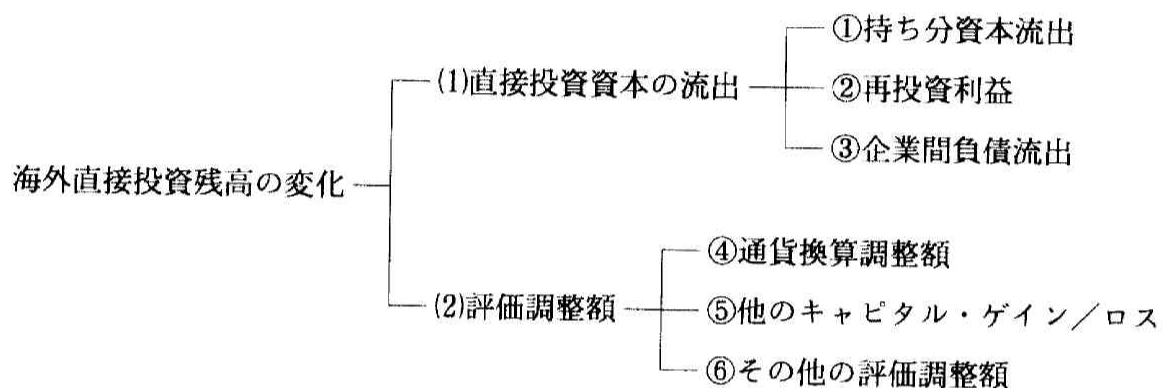 ①持ち分資本流出
(1)直接投資資本の流出
②再投資利益
③企業間負債流出
海外直接投資残高の変化
④通貨換算調整額
(2)評価調整額
⑤他のキャピタル・ゲイン/ロス
⑥その他の評価調整額